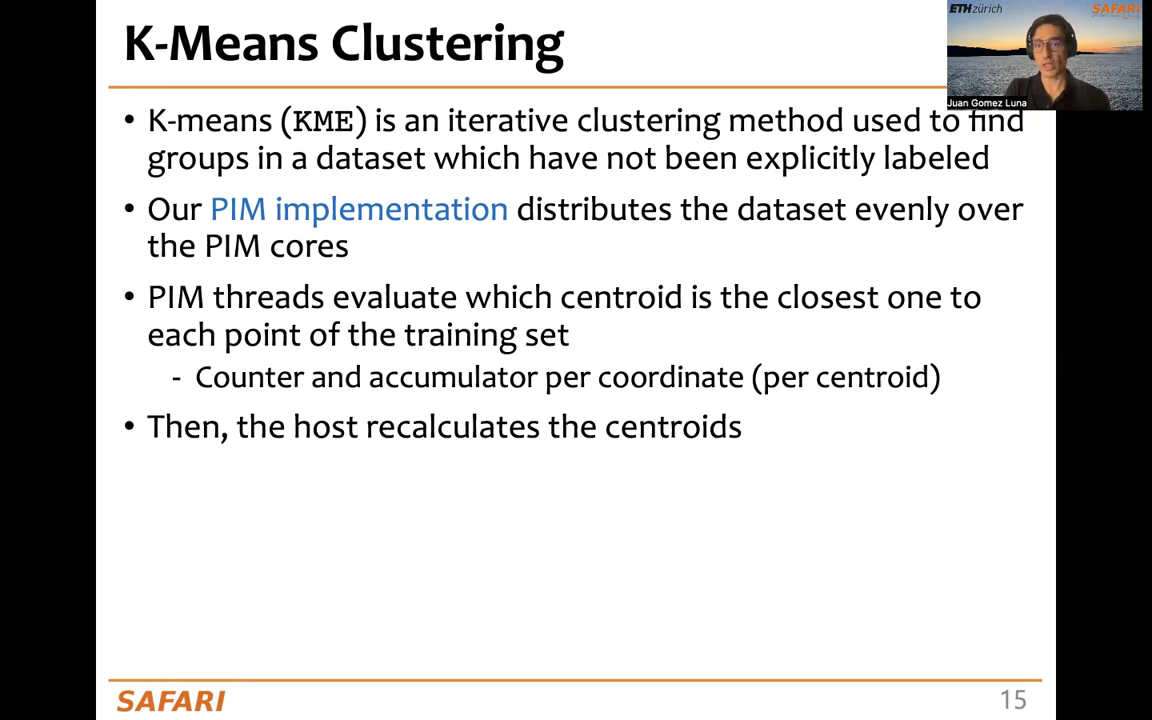 K-Means Clustering
ETHzürich
SAFARI
Juan Gomez Luna
• K-means (KME) is an iterative clustering method used to find
groups in a dataset which have not been explicitly labeled
• Our PIM implementation distributes the dataset evenly over
the PIM cores
• PIM threads evaluate which centroid is the closest one to
each point of the training set
- Counter and accumulator per coordinate (per centroid)
• Then, the host recalculates the centroids
SAFARI
15